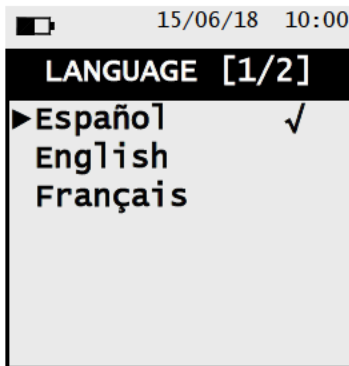 15/06/18 10:00
LANGUAGE [1/2]
►Español √
English
Français